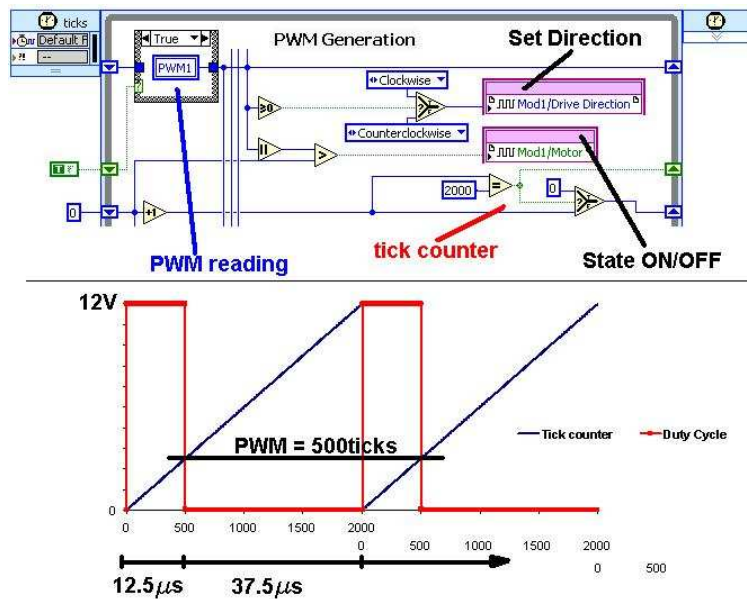 ticks
Default F
--
True
PWM Generation
PWM1
Set Direction
Clockwise
Mod1/Drive Direction
≥0
Counterclockwise
Mod1/Motor
||
>
T F
2000
=
0
0
+1
tick counter
PWM reading
State ON/OFF
12V
PWM = 500ticks
Tick counter
Duty Cycle
0
0 500 1000 1500 2000
0 500 1000 1500 2000
0 500
12.5μs 37.5μs